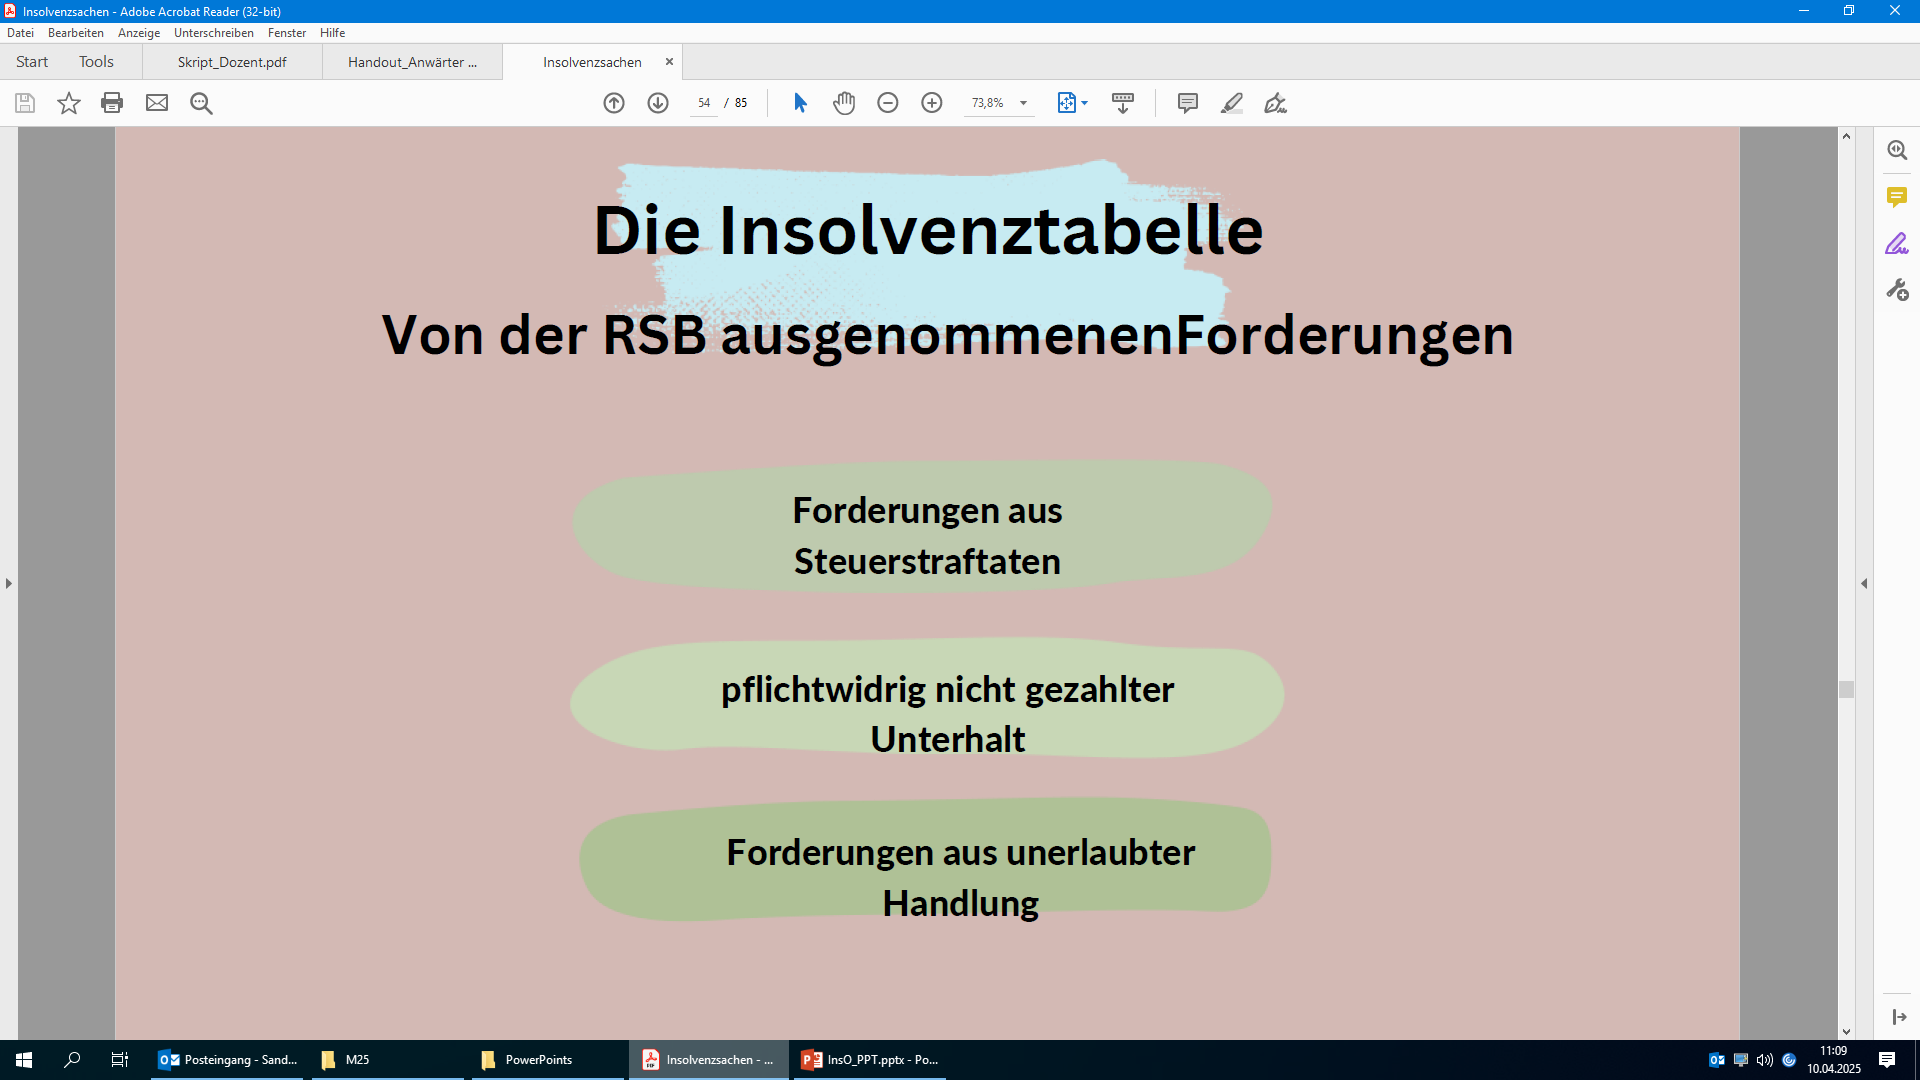 Insolvenzsachen - Adobe Acrobat Reader (32-bit)
Datei Bearbeiten Anzeige Unterschreiben Fenster Hilfe
Start Tools Skript_Dozent.pdf Handout_Anwärter ... Insolvenzsachen
54 / 85 73,8%
Die Insolvenztabelle
Von der RSB ausgenommenenForderungen
Forderungen aus
Steuerstraftaten
pflichtwidrig nicht gezahlter
Unterhalt
Forderungen aus unerlaubter
Handlung
Posteingang - Sand... M25 PowerPoints Insolvenzsachen - ... InsO_PPT.pptx - Po...
11:09
10.04.2025